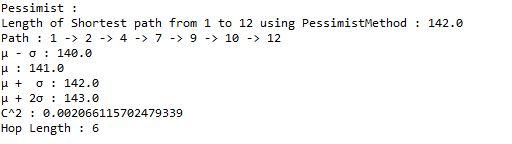 Pessimist :
Length of Shortest path from 1 to 12 using PessimistMethod : 142.0
Path : 1 -> 2 -> 4 -> 7 -> 9 -> 10 -> 12
μ - σ : 140.0
μ : 141.0
μ +  σ : 142.0
μ + 2σ : 143.0
C^2 : 0.002066115702479339
Hop Length : 6